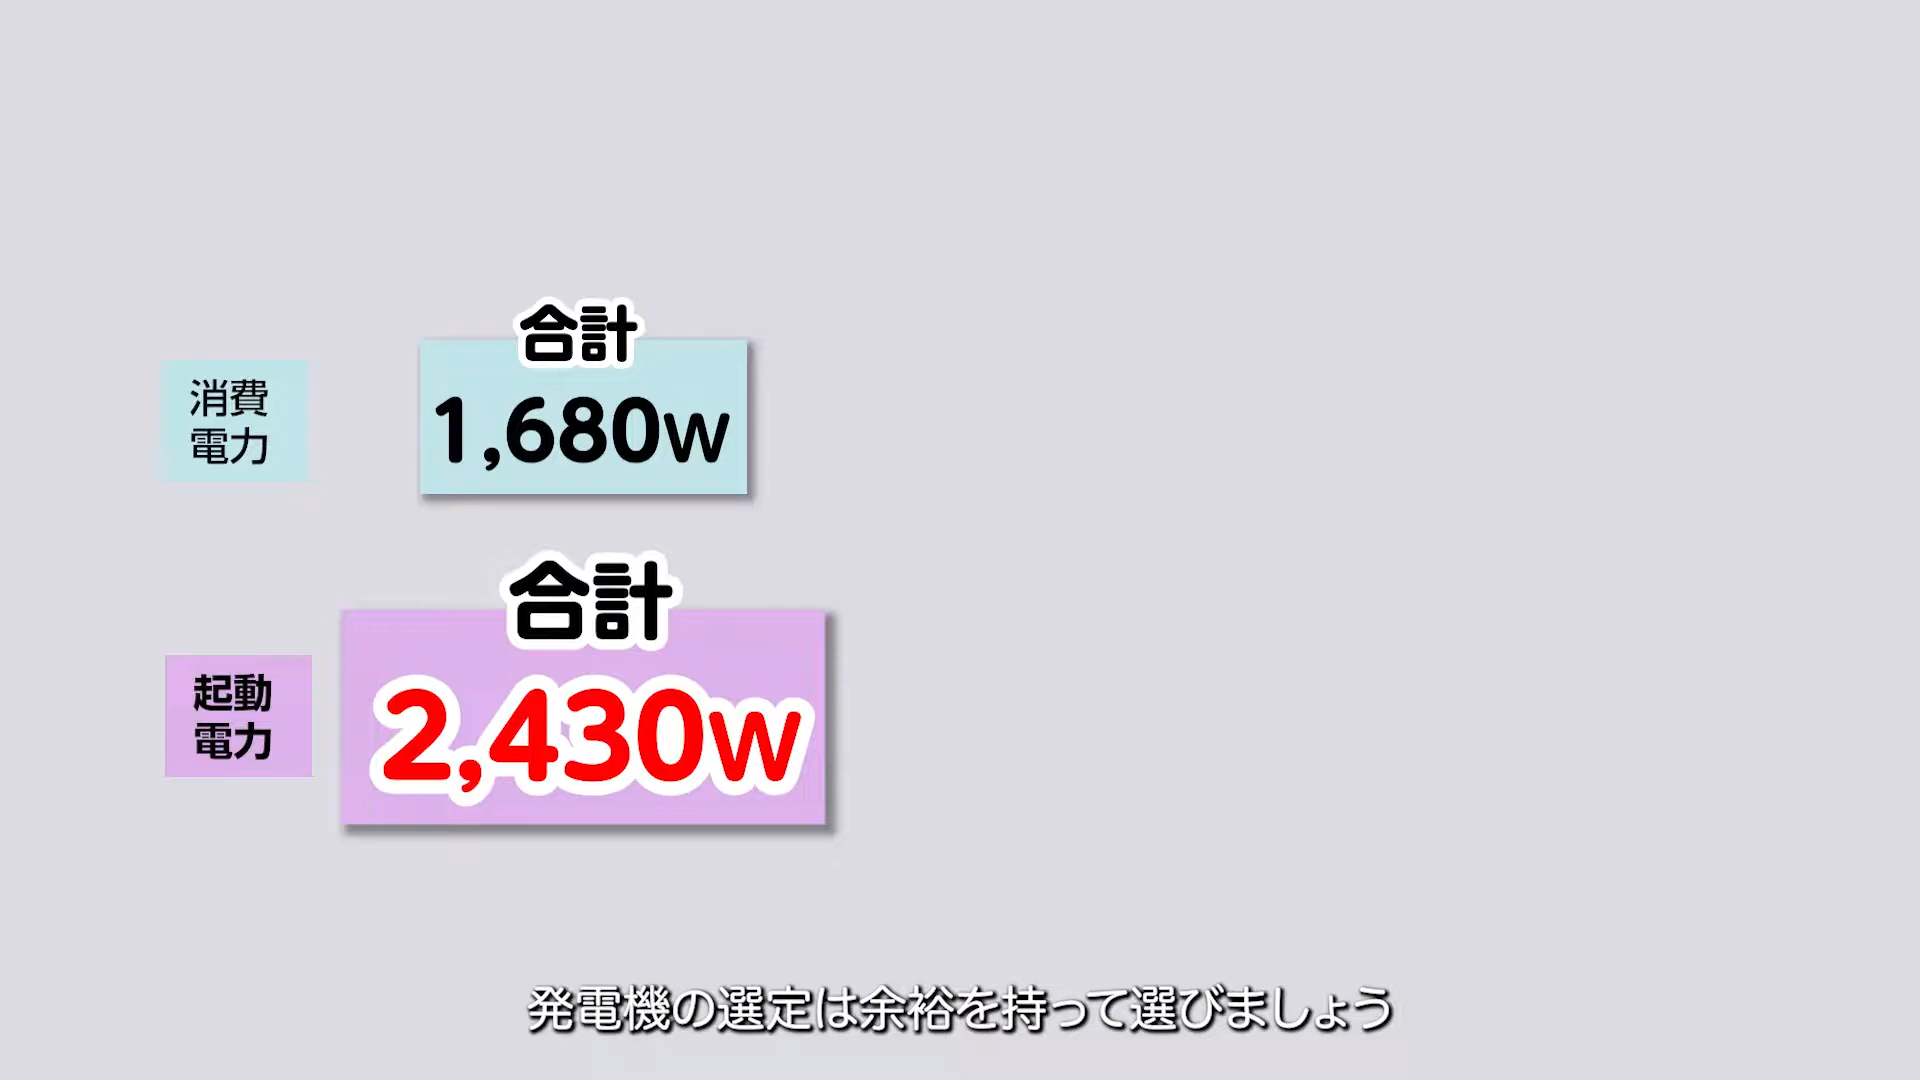 合計
消費
電力
1,680W
合計
起動
電力
2,430W
発電機の選定は余裕を持って選びましょう